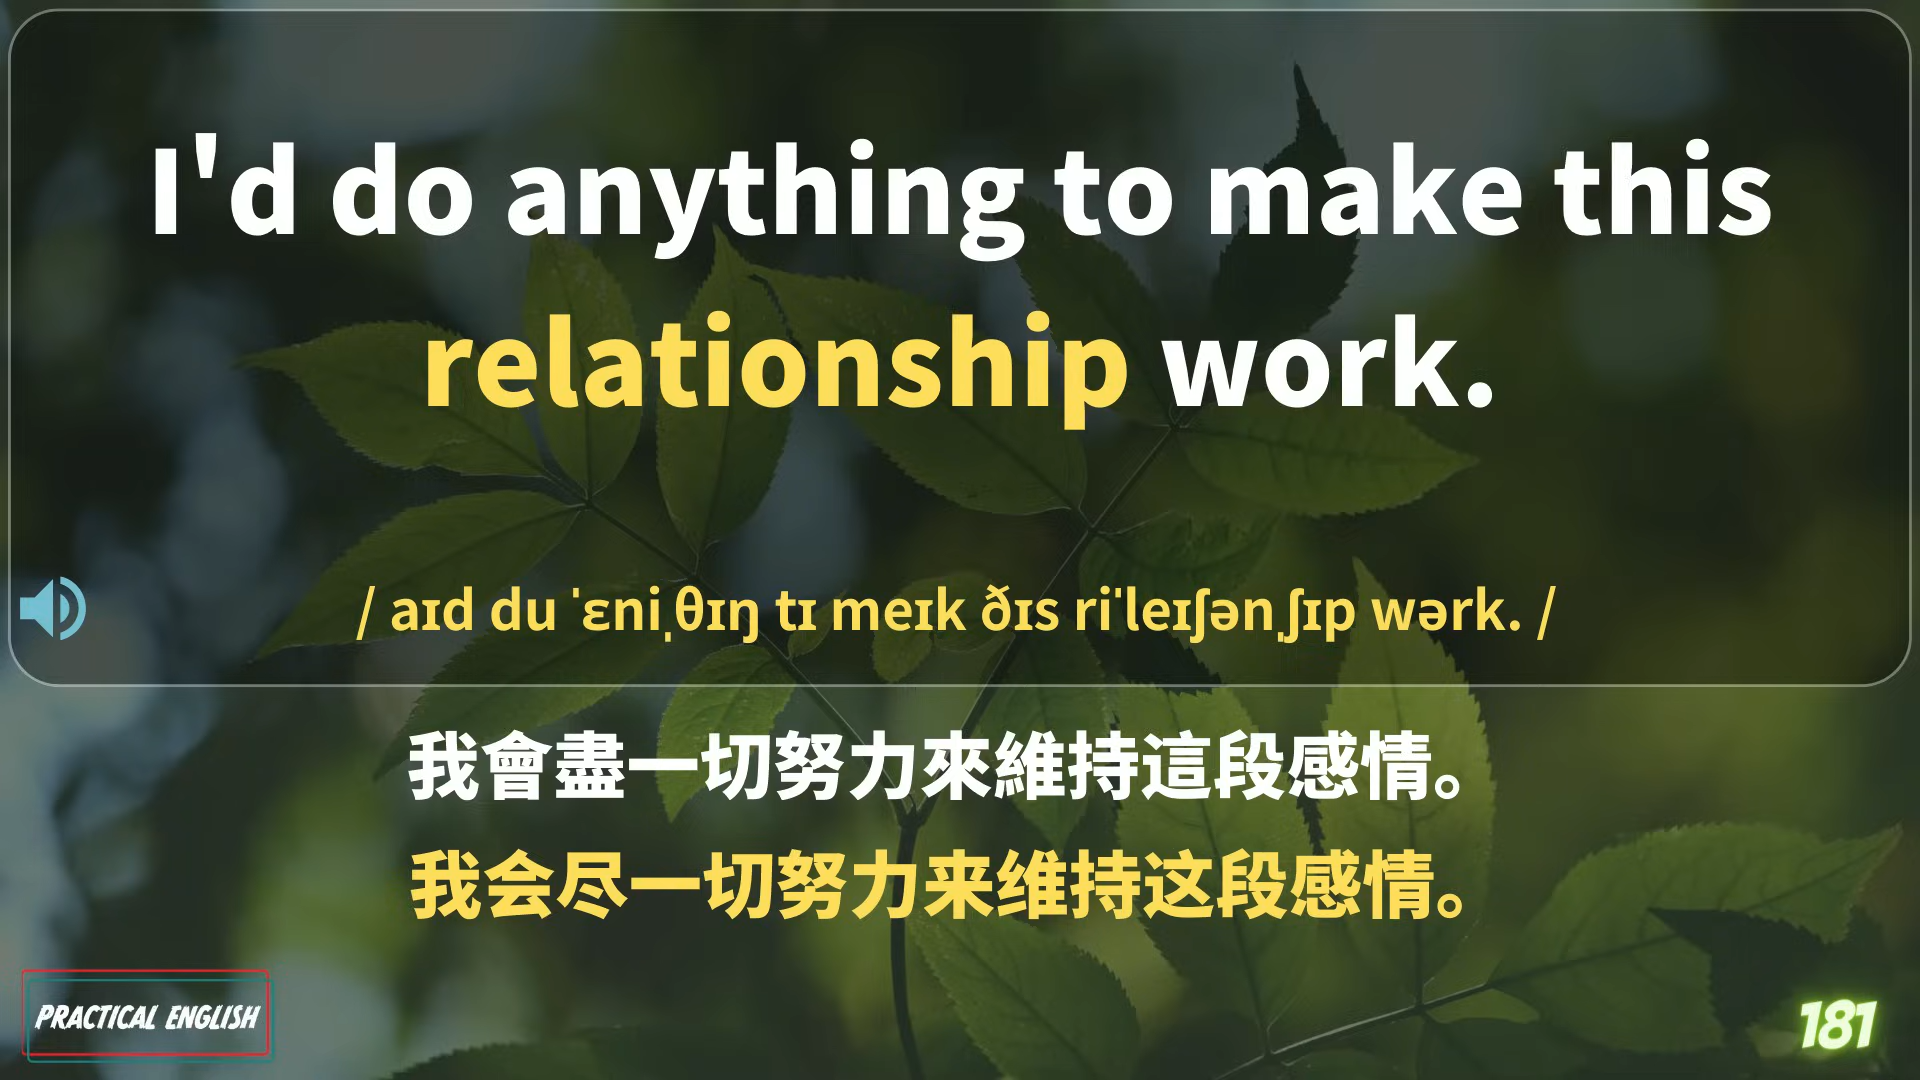 I'd do anything to make this
relationship work.
/ aɪd du ˈɛniˌθɪŋ tɪ meɪk ðɪs riˈleɪʃənˌʃɪp wərk. /
我會盡一切努力來維持這段感情。
我会尽一切努力来维持这段感情。
PRACTICAL ENGLISH
181